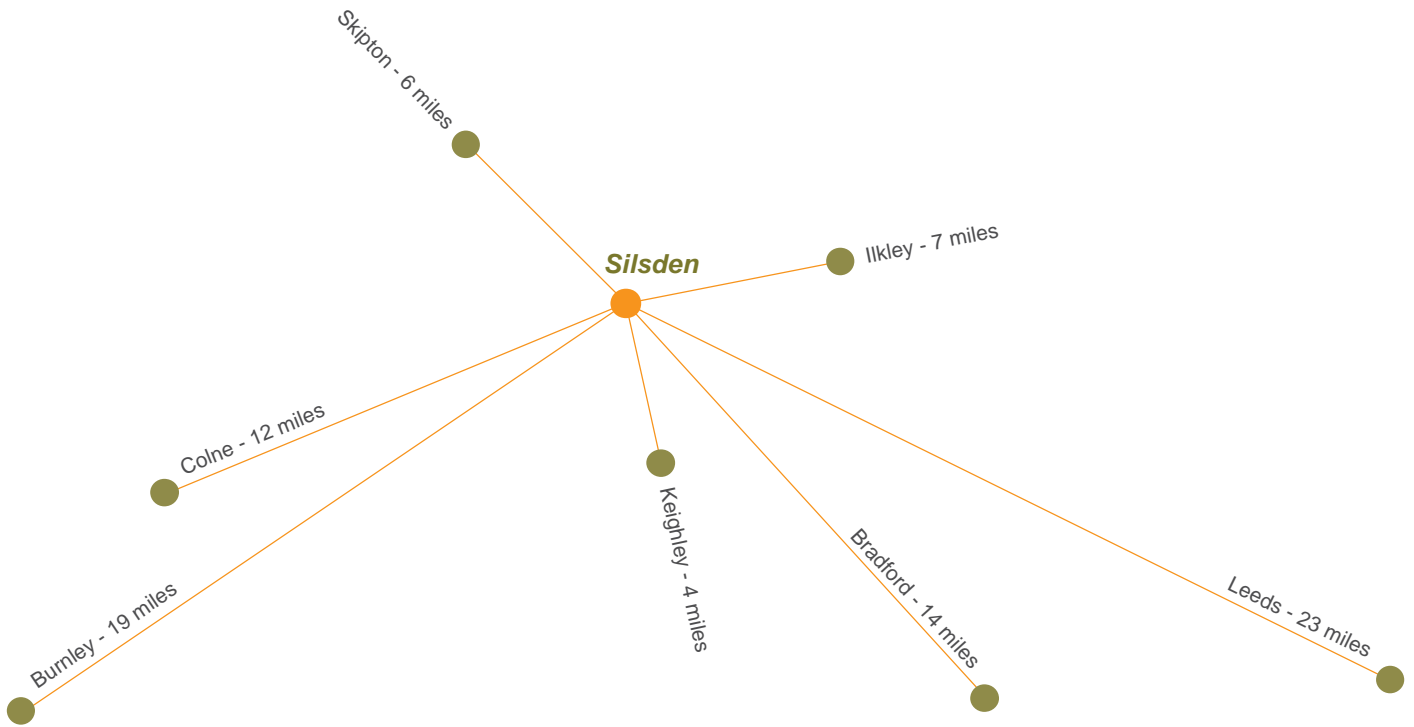 Skipton - 6 miles
Silsden
Ilkley - 7 miles
Colne - 12 miles
Keighley - 4 miles
Burnley - 19 miles
Bradford - 14 miles
Leeds - 23 miles